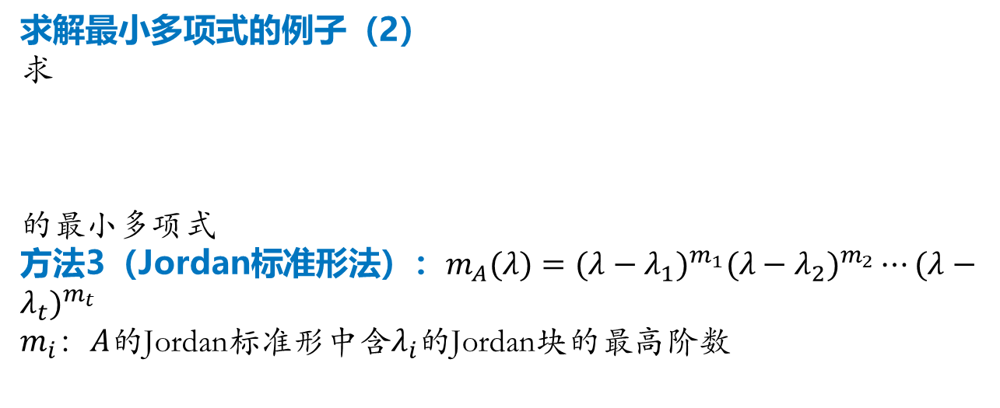 求解最小多项式的例子（2）
求
的最小多项式
方法3（Jordan标准形法）：$m_A(\lambda) = (\lambda - \lambda_1)^{m_1}(\lambda - \lambda_2)^{m_2} \cdots (\lambda -$
$\lambda_t)^{m_t}$
$m_i$：$A$的Jordan标准形中含$\lambda_i$的Jordan块的最高阶数